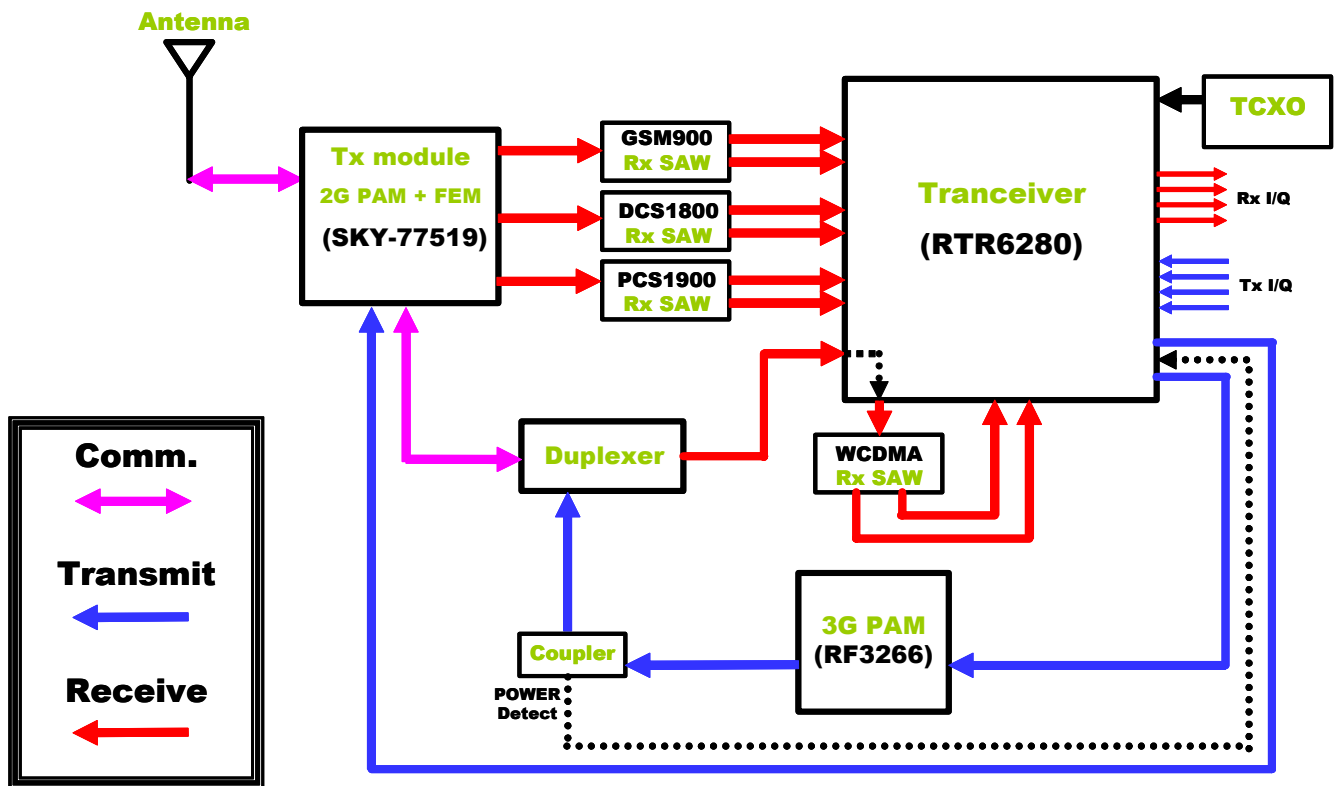 Antenna
Tx module
2G PAM + FEM
(SKY-77519)
GSM900
Rx SAW
DCS1800
Rx SAW
PCS1900
Rx SAW
Tranceiver
(RTR6280)
TCXO
Rx I/Q
Tx I/Q
Duplexer
WCDMA
Rx SAW
3G PAM
(RF3266)
Coupler
POWER
Detect
Comm.
Transmit
Receive